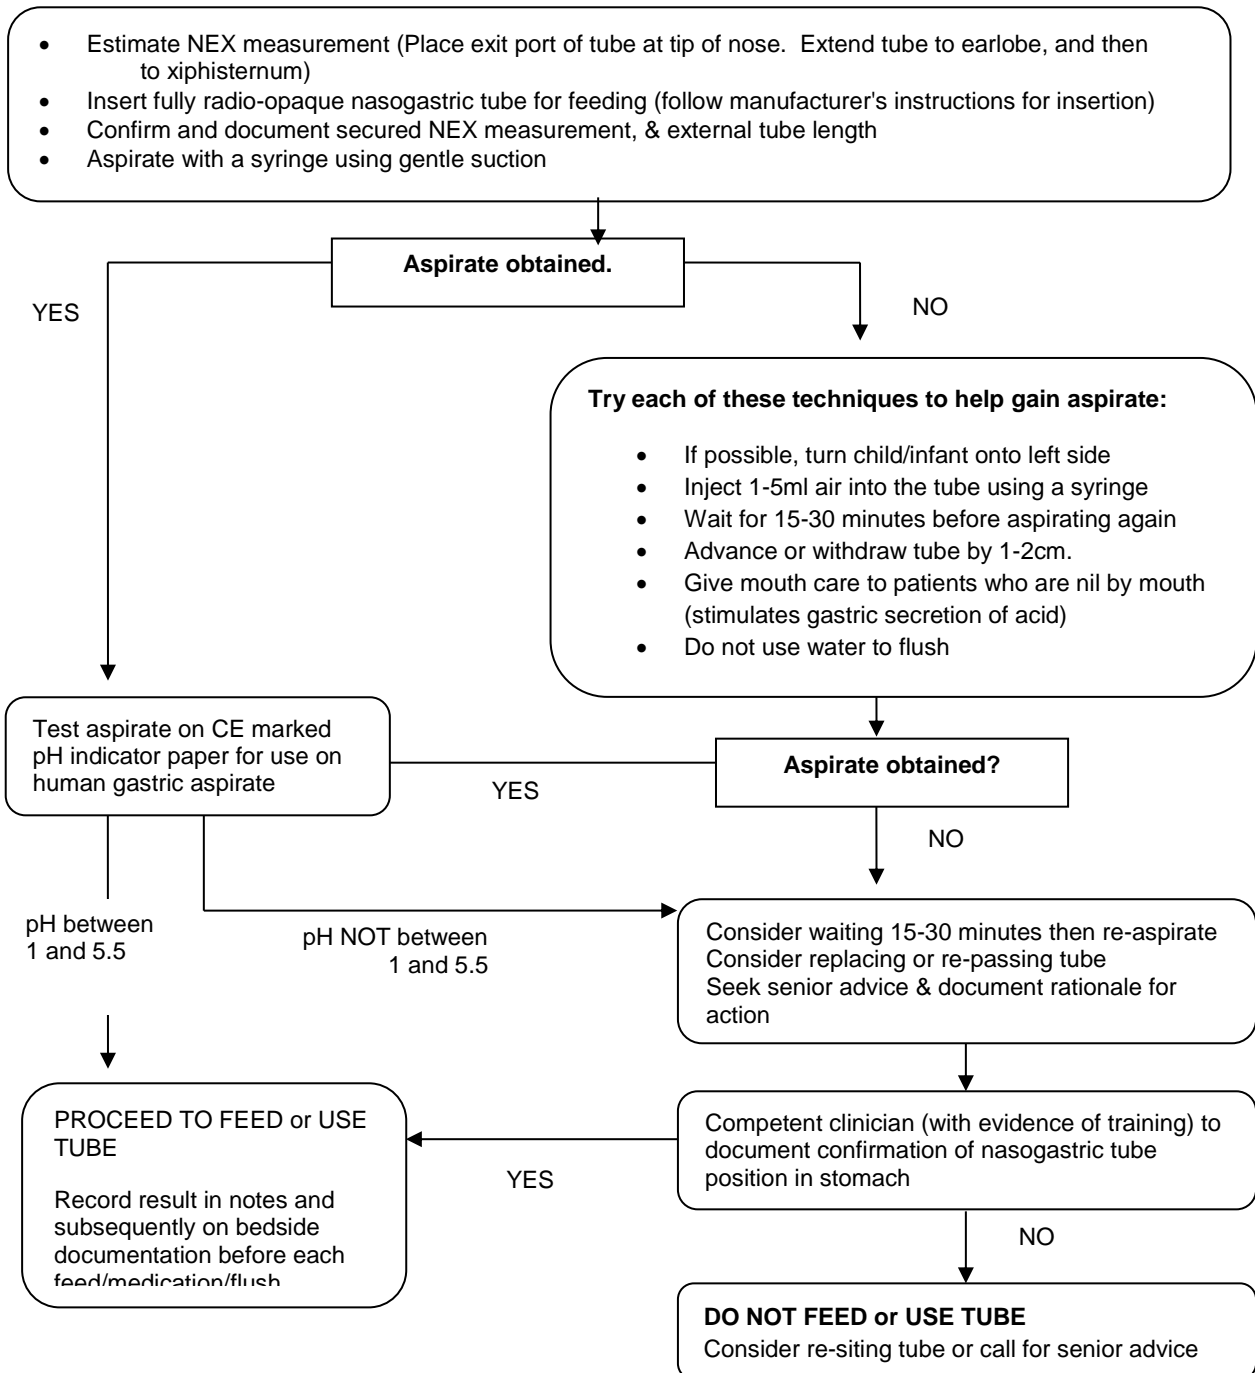 • Estimate NEX measurement (Place exit port of tube at tip of nose.  Extend tube to earlobe, and then
to xiphisternum)
• Insert fully radio-opaque nasogastric tube for feeding (follow manufacturer's instructions for insertion)
• Confirm and document secured NEX measurement, & external tube length
• Aspirate with a syringe using gentle suction
Aspirate obtained.
YES
NO
Try each of these techniques to help gain aspirate:
• If possible, turn child/infant onto left side
• Inject 1-5ml air into the tube using a syringe
• Wait for 15-30 minutes before aspirating again
• Advance or withdraw tube by 1-2cm.
• Give mouth care to patients who are nil by mouth
(stimulates gastric secretion of acid)
• Do not use water to flush
Test aspirate on CE marked
pH indicator paper for use on
human gastric aspirate
YES
Aspirate obtained?
NO
pH between
1 and 5.5
pH NOT between
1 and 5.5
Consider waiting 15-30 minutes then re-aspirate
Consider replacing or re-passing tube
Seek senior advice & document rationale for
action
PROCEED TO FEED or USE
TUBE
Record result in notes and
subsequently on bedside
documentation before each
feed/medication/flush
YES
Competent clinician (with evidence of training) to
document confirmation of nasogastric tube
position in stomach
NO
DO NOT FEED or USE TUBE
Consider re-siting tube or call for senior advice